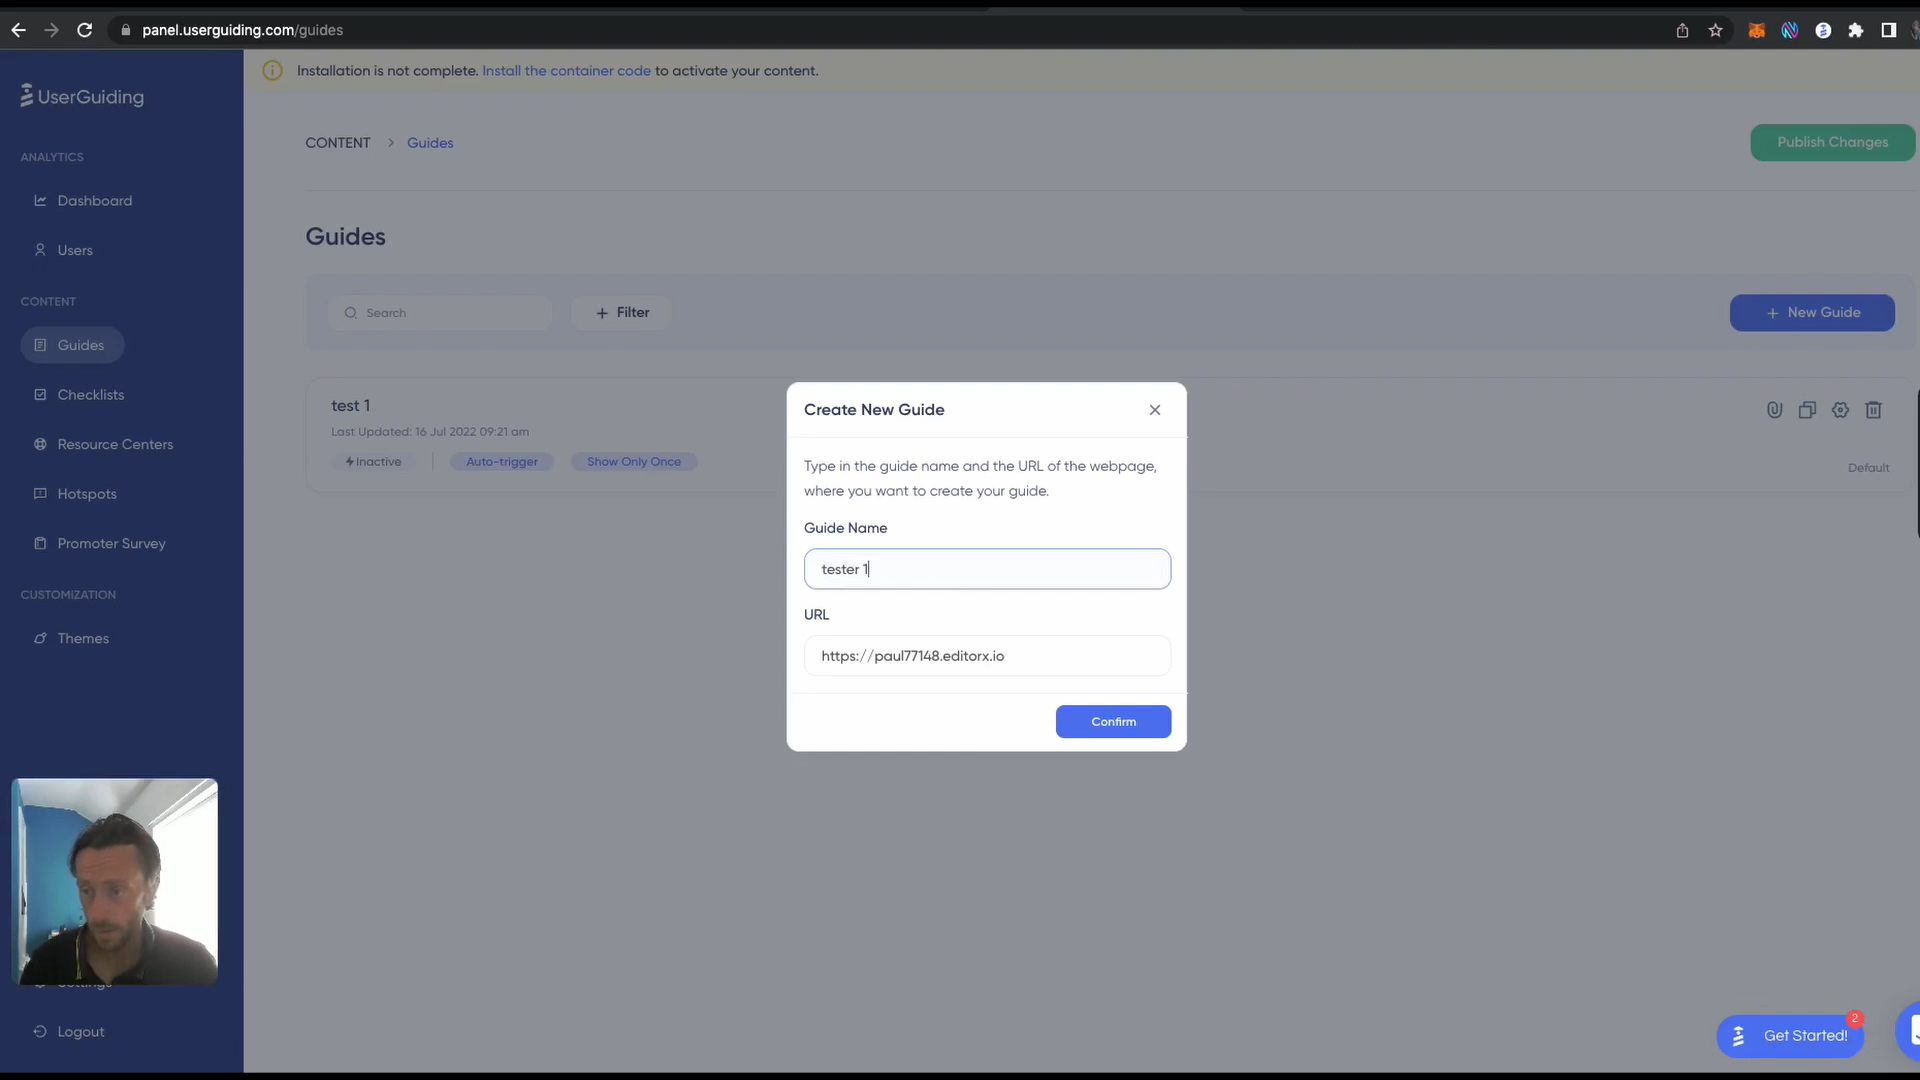 panel.userguiding.com/guides
Installation is not complete. Install the container code to activate your content.
UserGuiding
CONTENT > Guides
Publish Changes
ANALYTICS
Dashboard
Users
CONTENT
Guides
Checklists
Resource Centers
Hotspots
Promoter Survey
CUSTOMIZATION
Themes
Settings
Logout
Guides
Search
+ Filter
+ New Guide
test 1
Last Updated: 16 Jul 2022 09:21 am
Inactive
Auto-trigger
Show Only Once
Default
Create New Guide
Type in the guide name and the URL of the webpage,
where you want to create your guide.
Guide Name
tester 1
URL
https://paul77148.editorx.io
Confirm
Get Started!
2